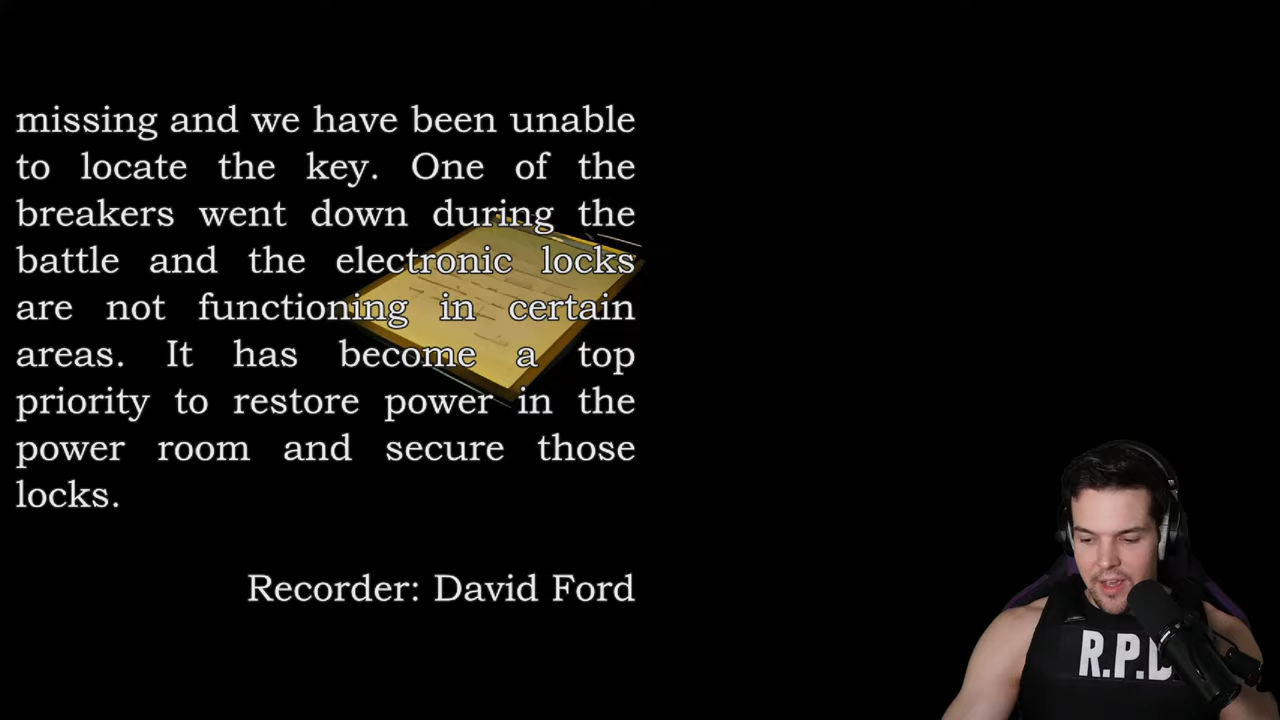 missing and we have been unable
to locate the key. One of the
breakers went down during the
battle and the electronic locks
are not functioning in certain
areas. It has become a top
priority to restore power in the
power room and secure those
locks.
Recorder: David Ford
R.P.D.